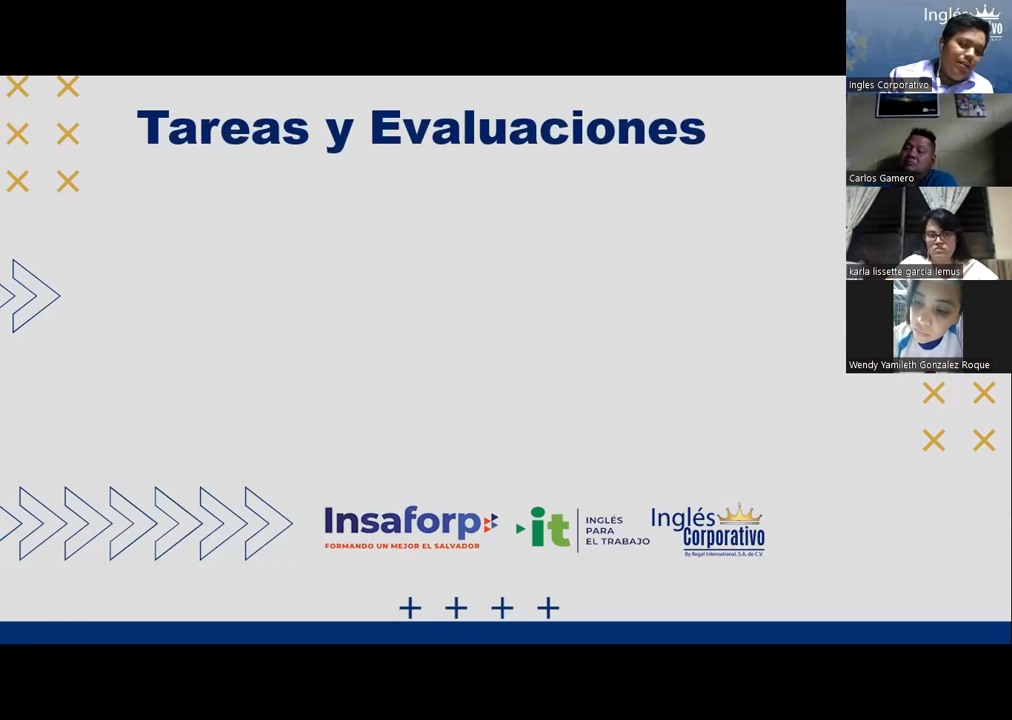 Tareas y Evaluaciones
Inglés
Ingles Corporativo
Carlos Gamero
karla lissette garcia lemus
Wendy Yamileth Gonzalez Roque
Insaforp
FORMANDO UN MEJOR EL SALVADOR
it
INGLÉS
PARA
EL TRABAJO
Inglés
Corporativo
By Regal International, S.A. de C.V.